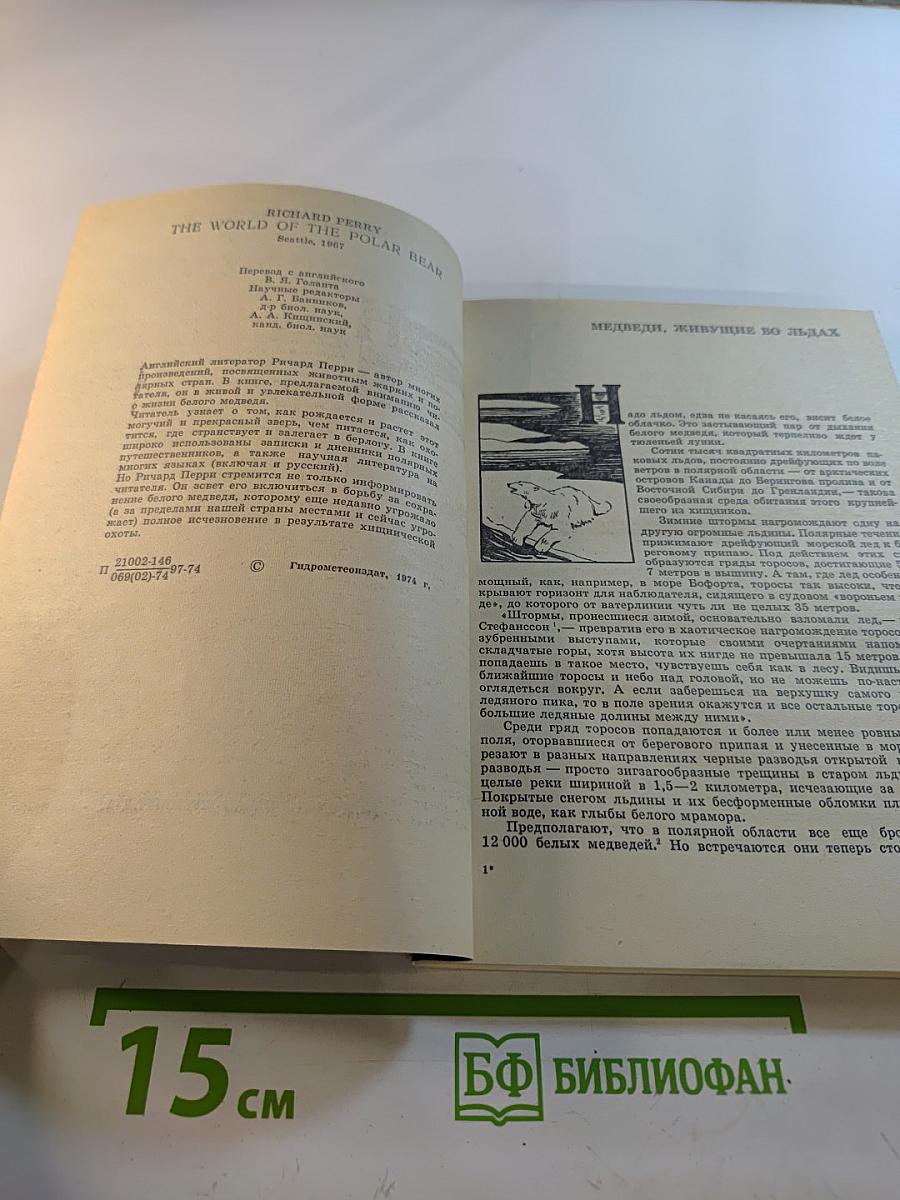 RICHARD PERRY
THE WORLD OF THE POLAR BEAR
Seattle, 1967
Перевод с английского
В. Я. Голанта
Научные редакторы
А. Г. Банников,
д-р биол. наук,
А. А. Кищинский,
канд. биол. наук
Английский литератор Ричард Перри — автор многих
произведений, посвященных животным жарких и по-
лярных стран. В книге, предлагаемой вниманию чи-
тателя, он в живой и увлекательной форме рассказал
о жизни белого медведя.
Читатель узнает о том, как рождается и растет этот
могучий и прекрасный зверь, чем питается, как охо-
тится, где странствует и залегает в берлогу. В книге
широко использованы записки и дневники полярных
путешественников, а также научная литература на
многих языках (включая и русский).
Но Ричард Перри стремится не только информировать
читателя. Он зовет его включиться в борьбу за сохра-
нение белого медведя, которому еще недавно угрожало
(а за пределами нашей страны местами и сейчас угро-
жает) полное исчезновение в результате хищнической
охоты.
П 21002-146
069(02)-74 97-74 © Гидрометеоиздат, 1974 г.
МЕДВЕДИ, ЖИВУЩИЕ ВО ЛЬДАХ
Н
адо льдом, едва не касаясь его, висит белое
облачко. Это застывающий пар от дыхания
белого медведя, который терпеливо ждет у
тюленьей лунки.
Сотни тысяч квадратных километров па-
ковых льдов, постоянно дрейфующих по воле
ветров в полярной области — от арктических
островов Канады до Берингова пролива и от
Восточной Сибири до Гренландии,— такова
своеобразная среда обитания этого крупней-
шего из хищников.
Зимние штормы нагромождают одну на
другую огромные льдины. Полярные течени
прижимают дрейфующий морской лед к б
реговому припаю. Под действием этих с
образуются гряды торосов, достигающие
7 метров в вышину. А там, где лед особен
мощный, как, например, в море Бофорта, торосы так высоки, что
крывают горизонт для наблюдателя, сидящего в судовом «вороньем
де», до которого от ватерлинии чуть ли не целых 35 метров.
«Штормы, пронесшиеся зимой, основательно взломали лед,—
Стефанссон¹,— превратив его в хаотическое нагромождение торосо
зубренными выступами, которые своими очертаниями напом
складчатые горы, хотя высота их нигде не превышала 15 метров
попадаешь в такое место, чувствуешь себя как в лесу. Видишь
ближайшие торосы и небо над головой, но не можешь по-наст
оглядеться вокруг. А если заберешься на верхушку самого
ледяного пика, то в поле зрения окажутся и все остальные торо
большие ледяные долины между ними».
Среди гряд торосов попадаются и более или менее ровны
поля, оторвавшиеся от берегового припая и унесенные в мор
резают в разных направлениях черные разводья открытой
разводья — просто зигзагообразные трещины в старом льду
целые реки шириной в 1,5—2 километра, исчезающие за
Покрытые снегом льдины и их бесформенные обломки пл
ной воде, как глыбы белого мрамора.
Предполагают, что в полярной области все еще бро
12 000 белых медведей.² Но встречаются они теперь сто
1*
15 см
БФ БИБЛИОФАН